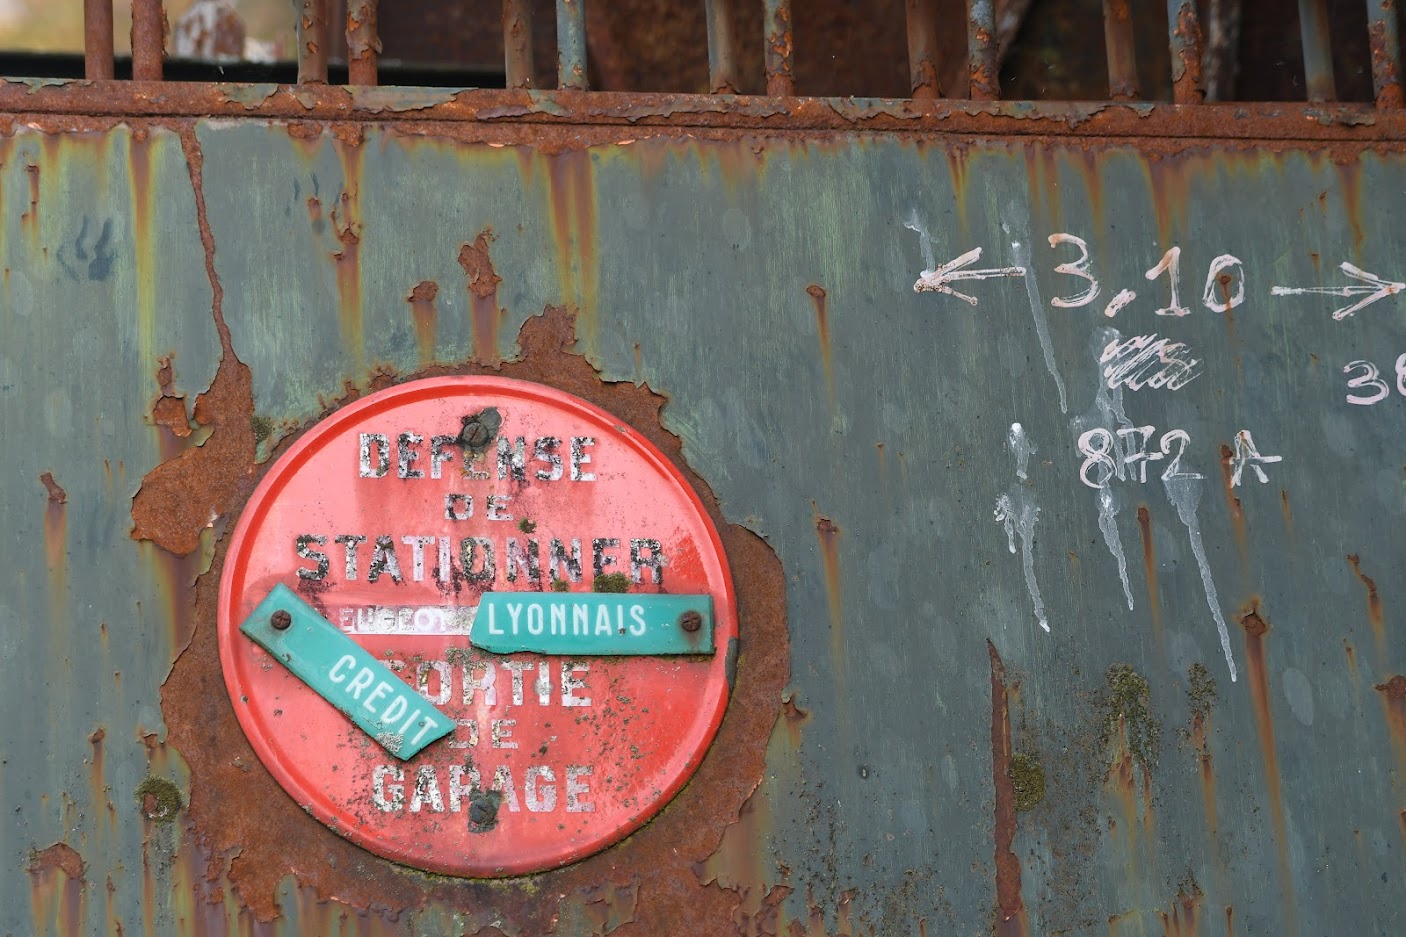 DEFENSE
DE
STATIONNER
LYONNAIS
CREDIT
SORTIE
DE
GARAGE
3,10
872 A